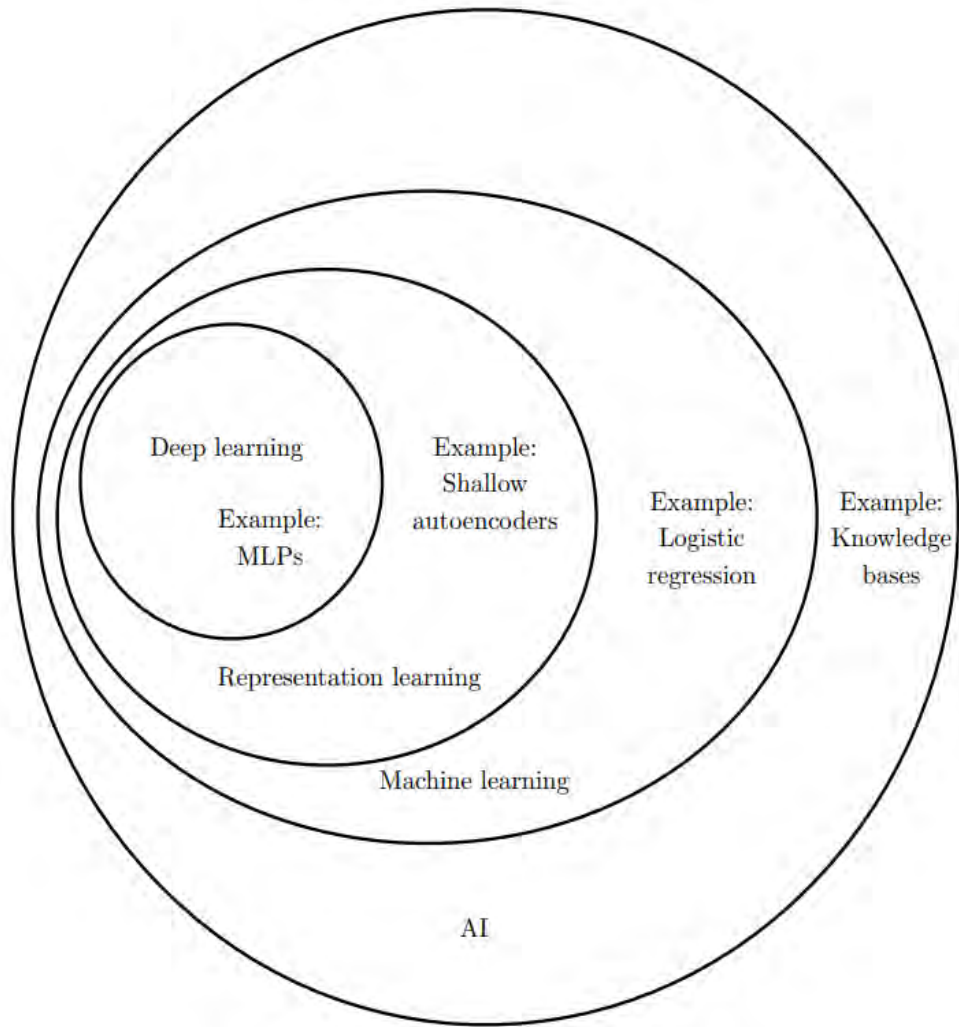 Deep learning
Example:
MLPs
Example:
Shallow
autoencoders
Example:
Logistic
regression
Example:
Knowledge
bases
Representation learning
Machine learning
AI